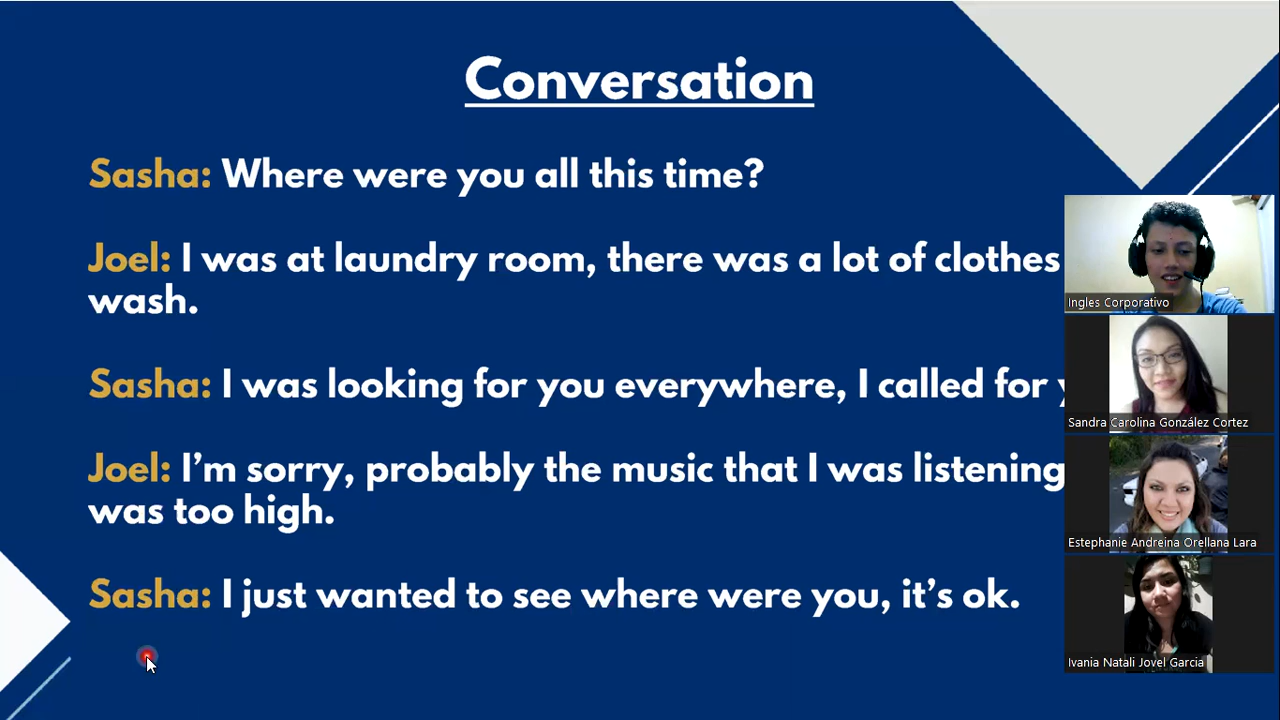 Conversation
Sasha: Where were you all this time?
Joel: I was at laundry room, there was a lot of clothes
wash.
Sasha: I was looking for you everywhere, I called for
Joel: I’m sorry, probably the music that I was listening
was too high.
Sasha: I just wanted to see where were you, it’s ok.
Ingles Corporativo
Sandra Carolina González Cortez
Estephanie Andreina Orellana Lara
Ivania Natali Jovel Garcia